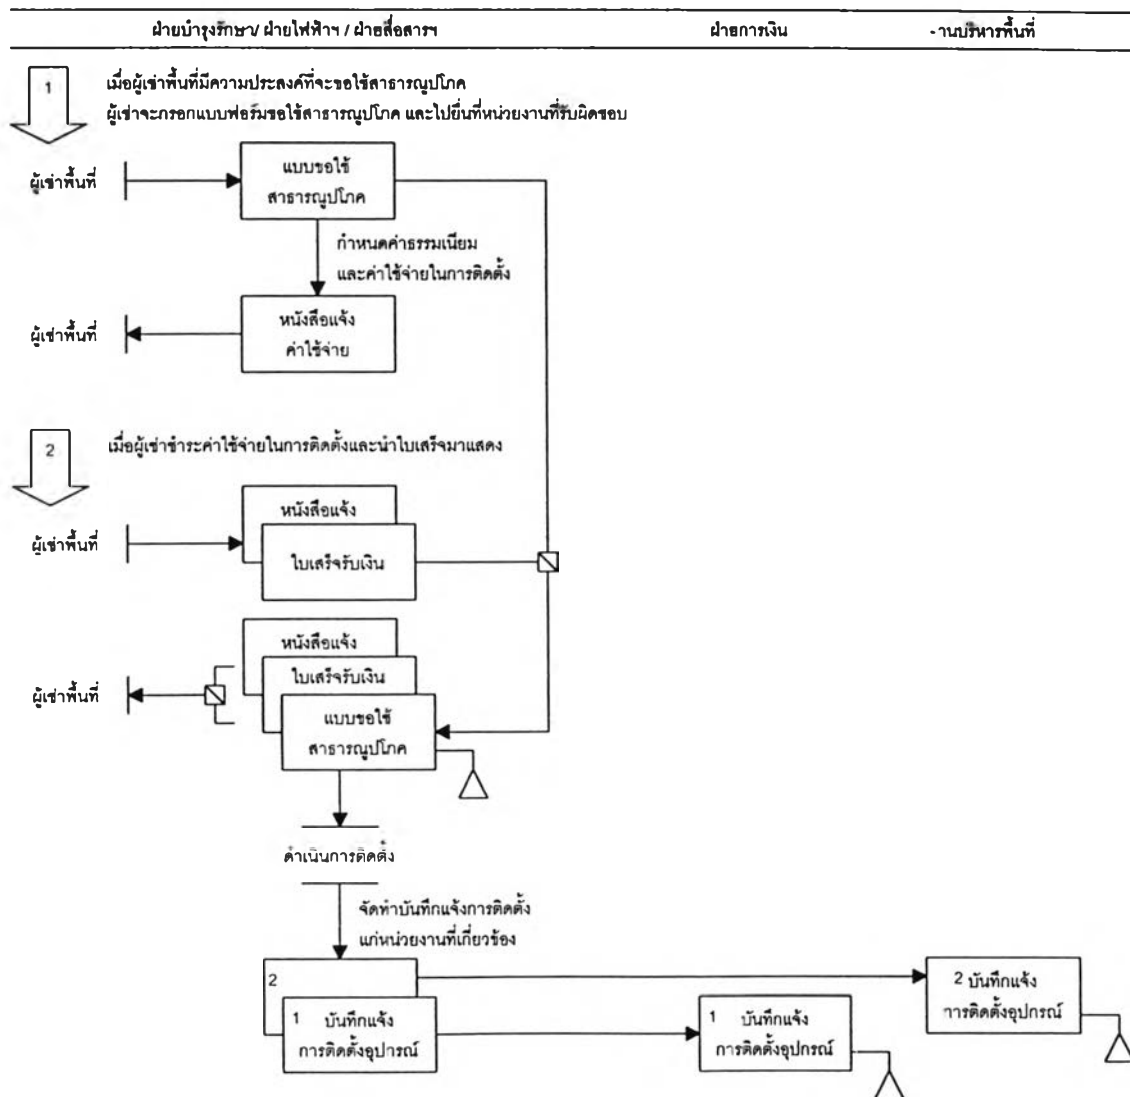 ฝ่ายบำรุงรักษา/ ฝ่ายไฟฟ้าฯ / ฝ่ายสื่อสารฯ
ฝ่ายการเงิน
-านบริหารพื้นที่
1
เมื่อผู้เช่าพื้นที่มีความประสงค์ที่จะขอใช้สาธารณูปโภค
ผู้เช่าจะกรอกแบบฟอร์มขอใช้สาธารณูปโภค และไปยื่นที่หน่วยงานที่รับผิดชอบ
ผู้เช่าพื้นที่
แบบขอใช้
สาธารณูปโภค
กำหนดค่าธรรมเนียม
และค่าใช้จ่ายในการติดตั้ง
ผู้เช่าพื้นที่
หนังสือแจ้ง
ค่าใช้จ่าย
2
เมื่อผู้เช่าชำระค่าใช้จ่ายในการติดตั้งและนำใบเสร็จมาแสดง
หนังสือแจ้ง
ผู้เช่าพื้นที่
ใบเสร็จรับเงิน
หนังสือแจ้ง
ใบเสร็จรับเงิน
ผู้เช่าพื้นที่
แบบขอใช้
สาธารณูปโภค
ดำเนินการติดตั้ง
จัดทำบันทึกแจ้งการติดตั้ง
แก่หน่วยงานที่เกี่ยวข้อง
2
2 บันทึกแจ้ง
การติดตั้งอุปกรณ์
1 บันทึกแจ้ง
การติดตั้งอุปกรณ์
1 บันทึกแจ้ง
การติดตั้งอุปกรณ์